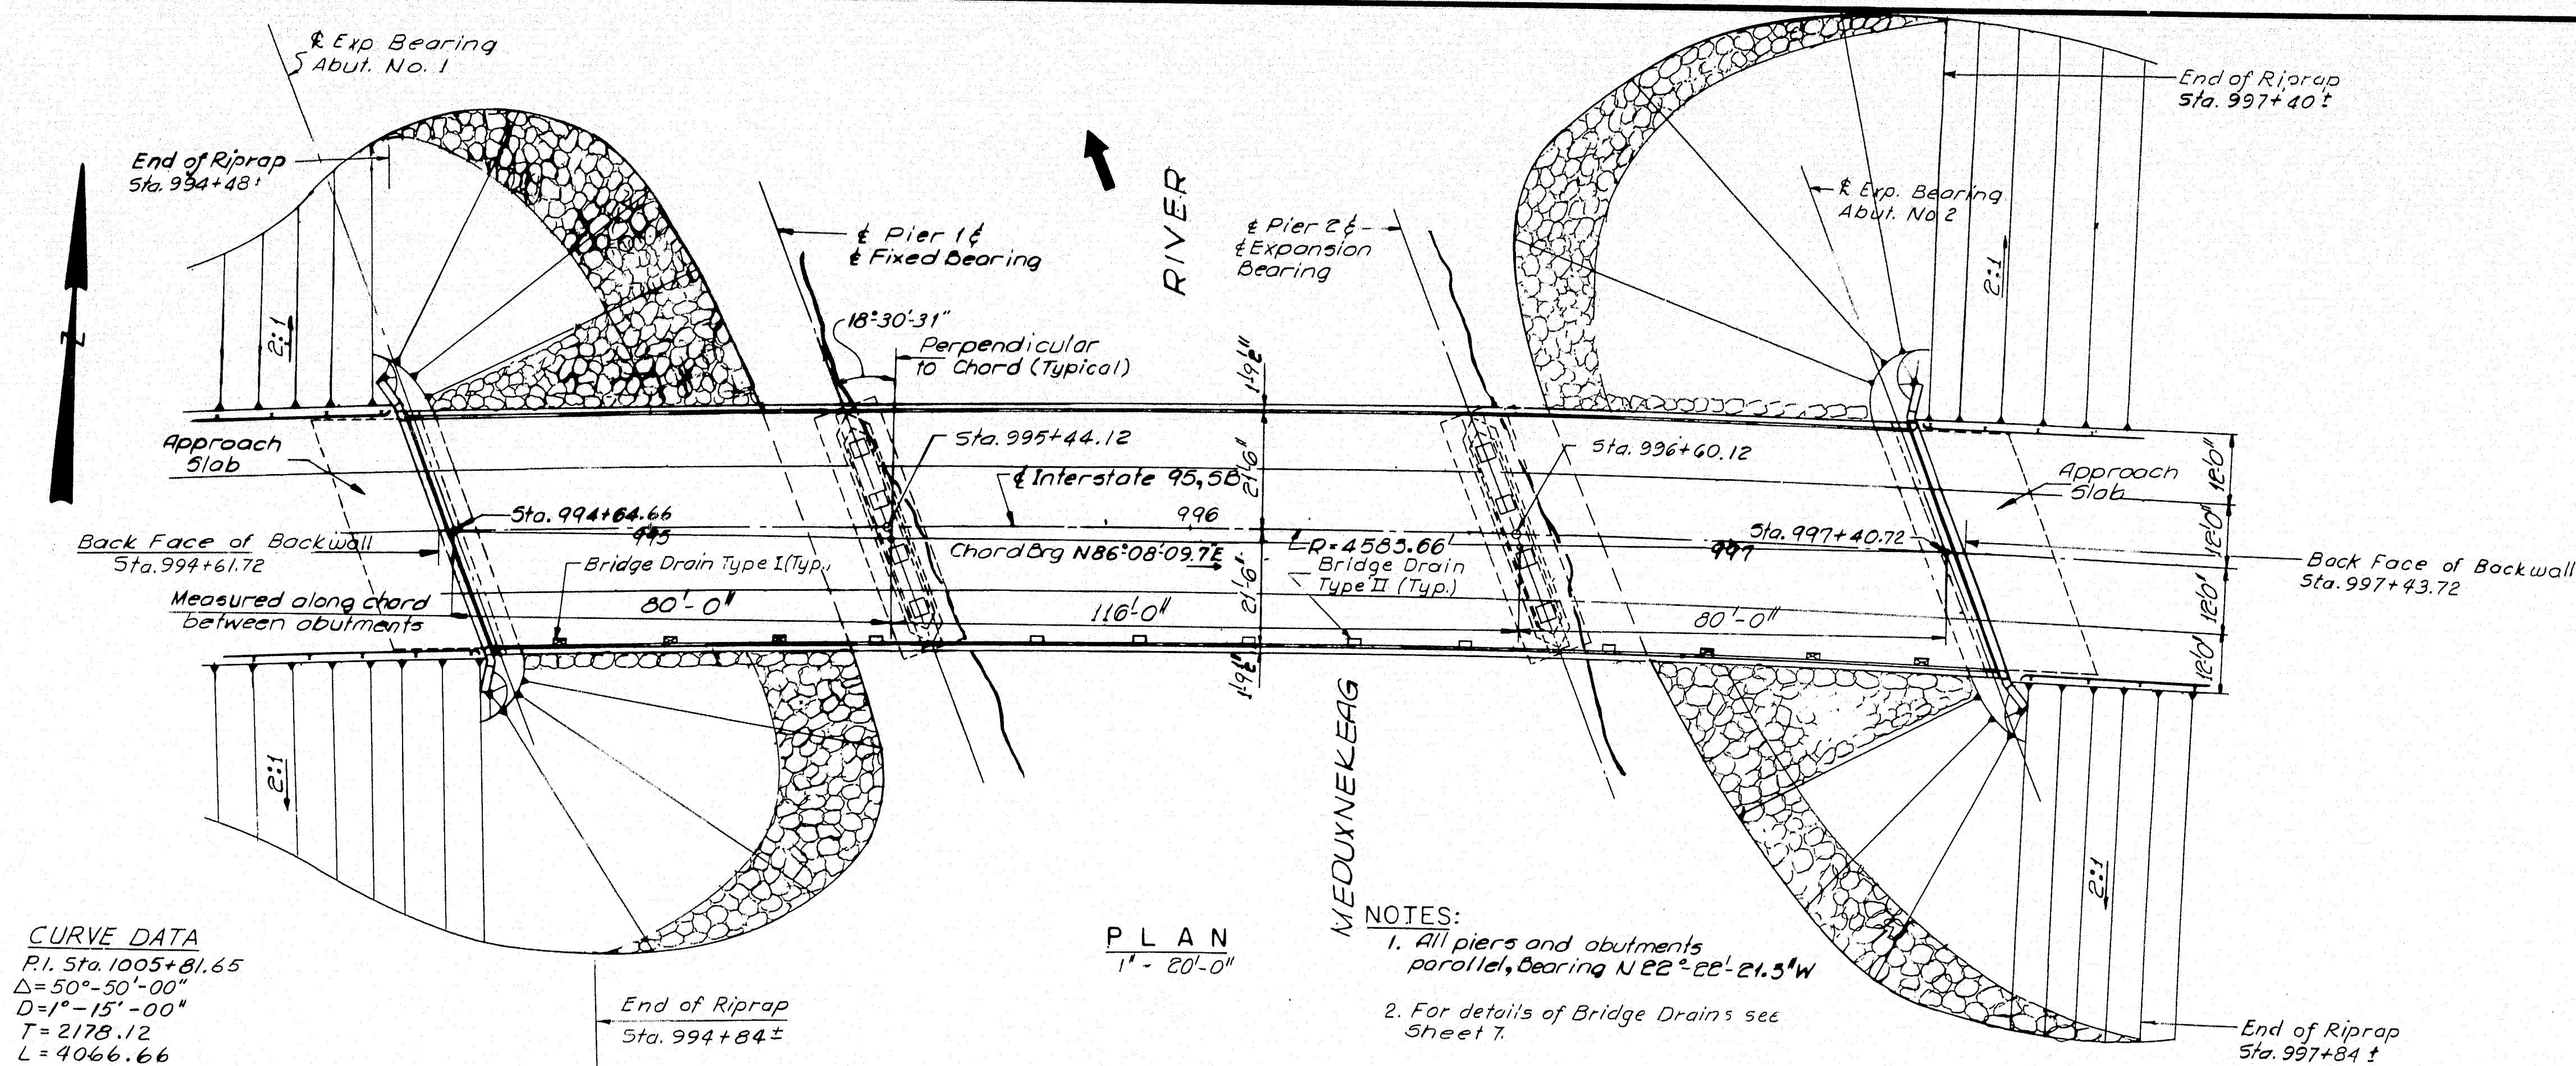 ℄ Exp. Bearing
Abut. No. 1
End of Riprap
Sta. 994+48±
End of Riprap
Sta. 997+40±
℄ Exp. Bearing
Abut. No. 2
℄ Pier 1 &
℄ Fixed Bearing
RIVER
℄ Pier 2 &
℄ Expansion
Bearing
N
2:1
2:1
18°-30'-31"
Perpendicular
to Chord (Typical)
1'-9½"
Approach
Slab
Sta. 995+44.12
21'-6"
Sta. 996+60.12
Approach
Slab
12'-0"
℄ Interstate 95, SB
Sta. 994+64.66
995
996
12'-0"
Back Face of Backwall
Sta. 994+61.72
Chord Brg N86°08'09.7"E
R=4583.66'
Sta. 997+40.72
997
Back Face of Backwall
Sta. 997+43.72
Bridge Drain Type I (Typ.)
Bridge Drain
Type II (Typ.)
21'-6"
12'-0"
Measured along chord
between abutments
80'-0"
116'-0"
80'-0"
12'-0"
1'-9½"
MEDUXNEKEAG
2:1
2:1
CURVE DATA
P.I. Sta. 1005+81.65
Δ=50°-50'-00"
D=1°-15'-00"
T=2178.12
L=4066.66
End of Riprap
Sta. 994+84±
PLAN
1" - 20'-0"
NOTES:
1. All piers and abutments
parallel, Bearing N 22°-22'-21.3" W
2. For details of Bridge Drains see
Sheet 7.
End of Riprap
Sta. 997+84±